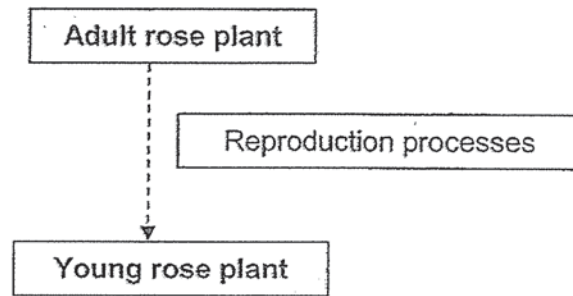 Adult rose plant
Reproduction processes
Young rose plant